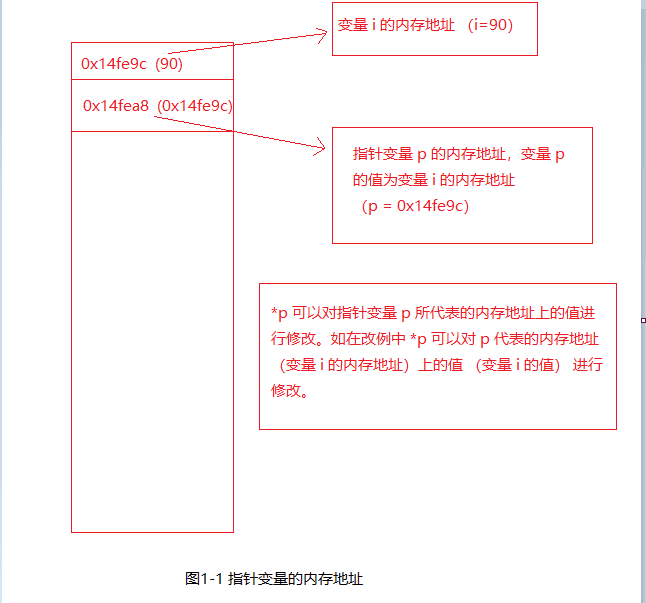 变量 i 的内存地址 （i=90）
0x14fe9c (90)
0x14fea8 (0x14fe9c)
指针变量 p 的内存地址，变量 p
的值为变量 i 的内存地址
（p = 0x14fe9c）
*p 可以对指针变量 p 所代表的内存地址上的值进
行修改。如在改例中 *p 可以对 p 代表的内存地址
（变量 i 的内存地址）上的值 （变量 i 的值） 进行
修改。
图1-1 指针变量的内存地址